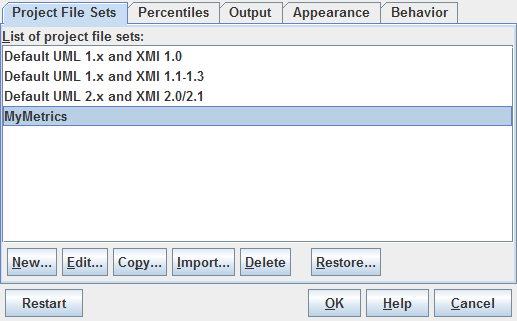 Project File Sets Percentiles Output Appearance Behavior
List of project file sets:
Default UML 1.x and XMI 1.0
Default UML 1.x and XMI 1.1-1.3
Default UML 2.x and XMI 2.0/2.1
MyMetrics
New... Edit... Copy... Import... Delete Restore...
Restart OK Help Cancel